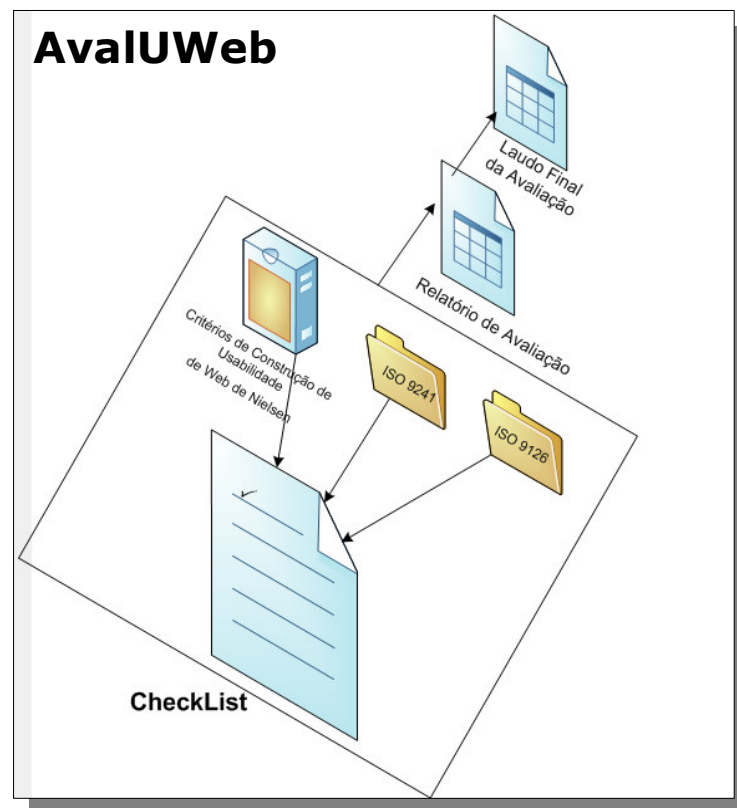 AvalUWeb
Laudo Final
da Avaliação
Relatório de Avaliação
Critérios de Construção de
Usabilidade
de Web de Nielsen
ISO 9241
ISO 9126
CheckList